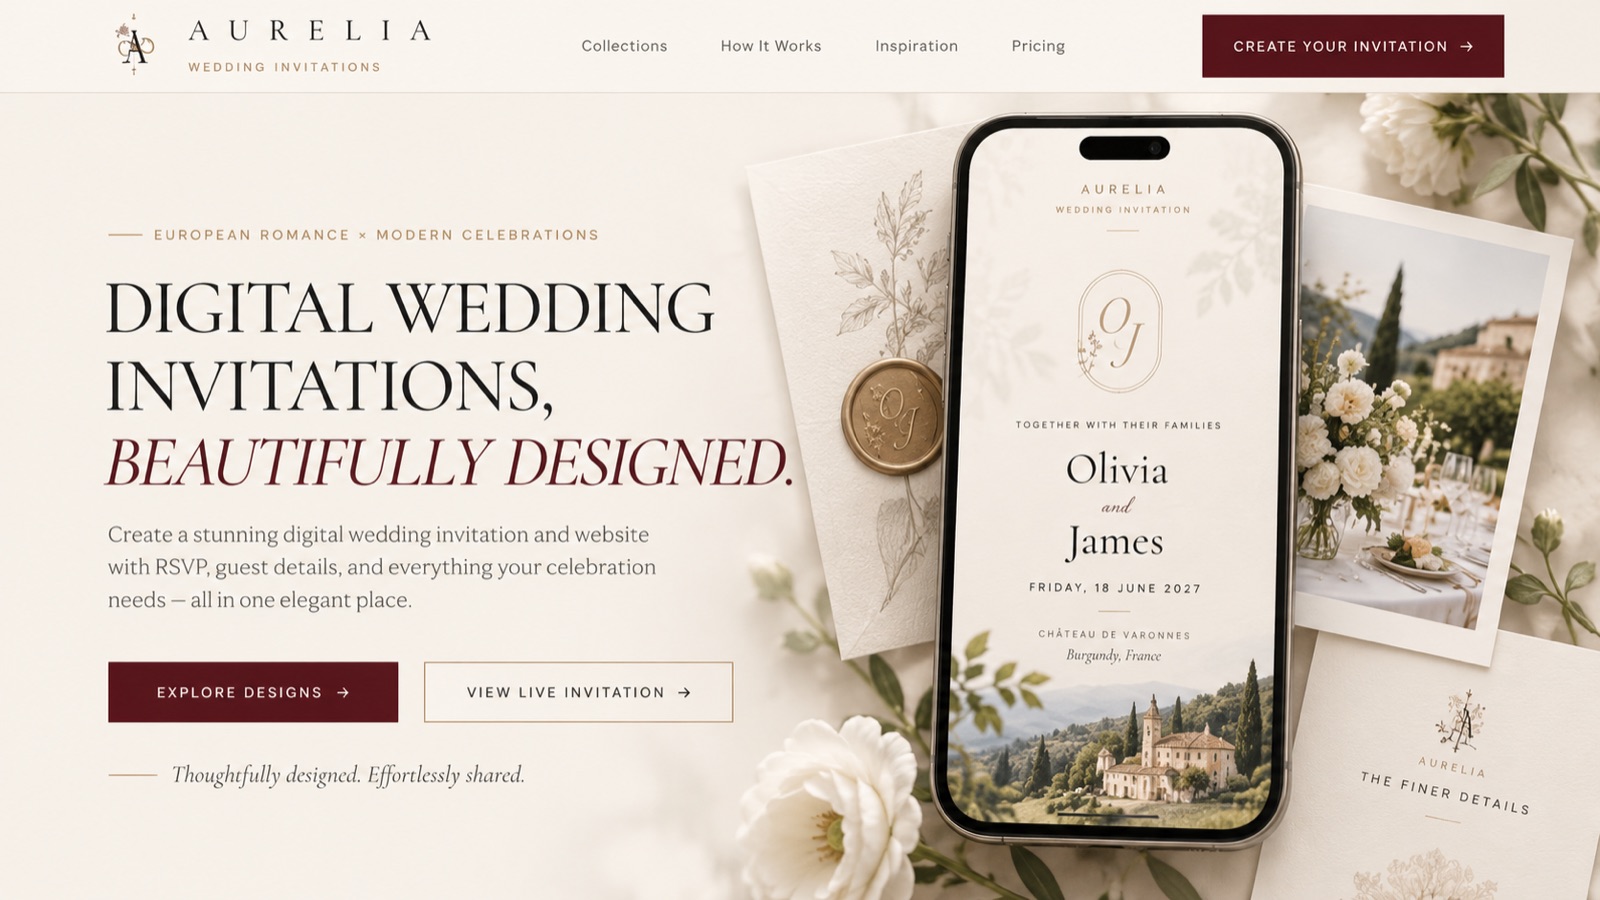 AURELIA
WEDDING INVITATIONS
Collections
How It Works
Inspiration
Pricing
CREATE YOUR INVITATION →
EUROPEAN ROMANCE × MODERN CELEBRATIONS
DIGITAL WEDDING
INVITATIONS,
BEAUTIFULLY DESIGNED.
Create a stunning digital wedding invitation and website
with RSVP, guest details, and everything your celebration
needs — all in one elegant place.
EXPLORE DESIGNS →
VIEW LIVE INVITATION →
Thoughtfully designed. Effortlessly shared.
OJ
AURELIA
WEDDING INVITATION
OJ
TOGETHER WITH THEIR FAMILIES
Olivia
and
James
FRIDAY, 18 JUNE 2027
CHÂTEAU DE VARONNES
Burgundy, France
A
AURELIA
THE FINER DETAILS